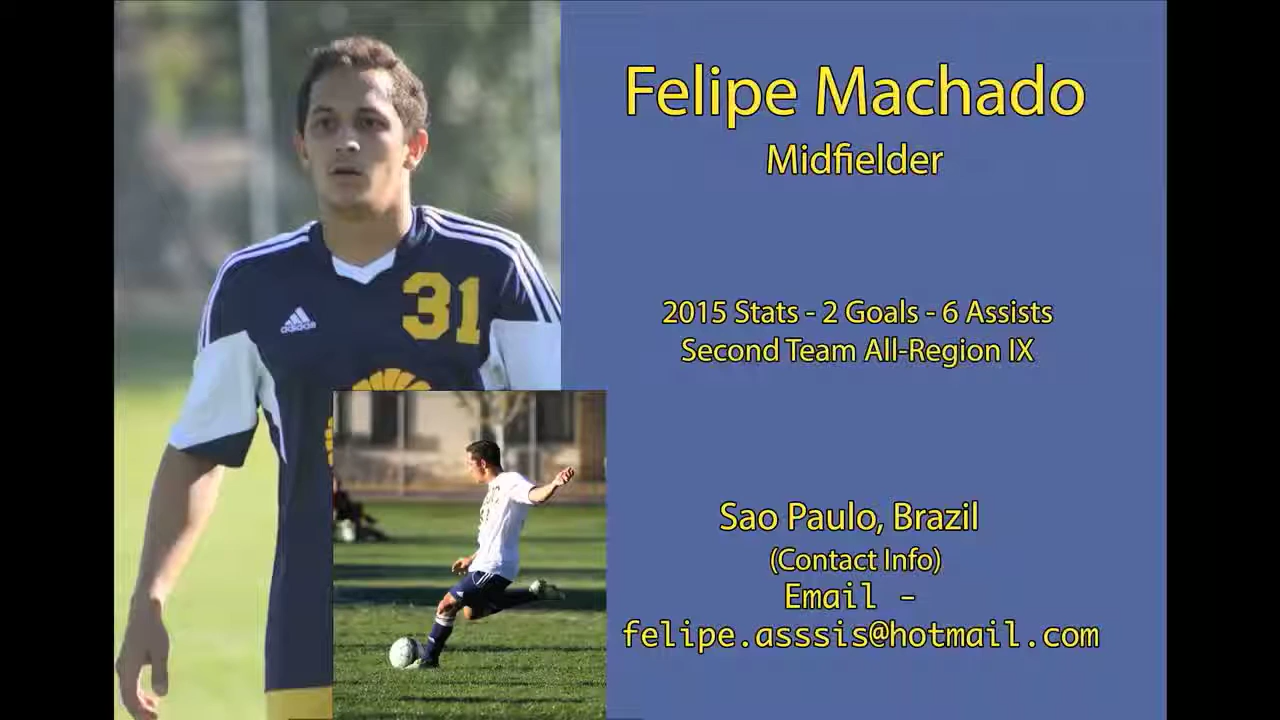 Felipe Machado
Midfielder
31
adidas
2015 Stats - 2 Goals - 6 Assists
Second Team All-Region IX
Sao Paulo, Brazil
(Contact Info)
Email -
felipe.asssis@hotmail.com